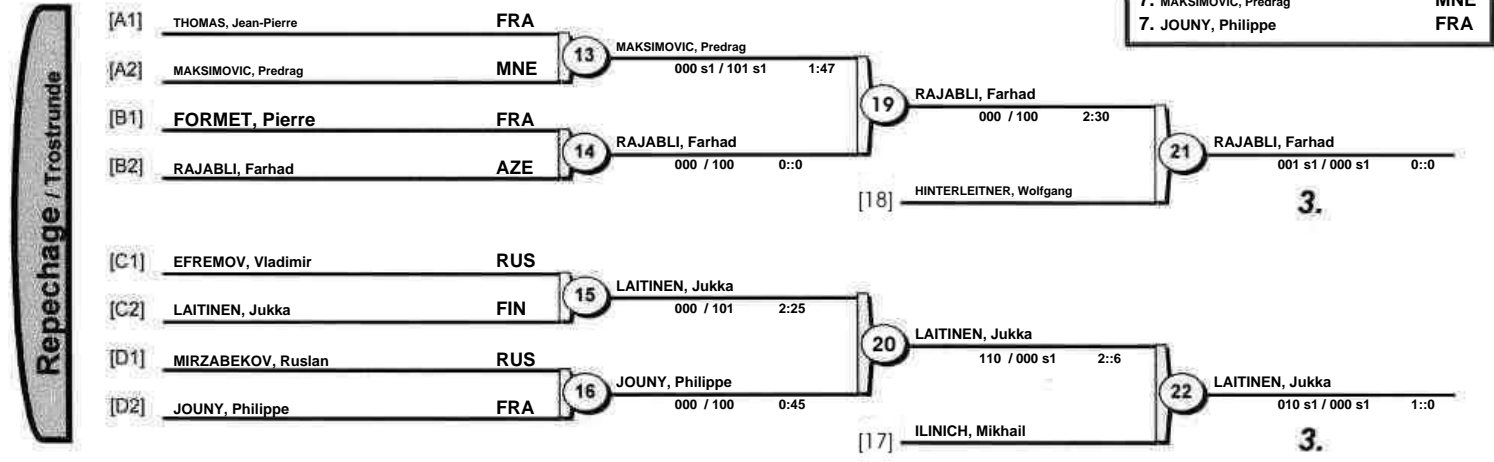 7. MAKSIMOVIC, Predrag MNE
7. JOUNY, Philippe FRA
Repechage / Trostrunde
[A1] THOMAS, Jean-Pierre FRA
[A2] MAKSIMOVIC, Predrag MNE
13 MAKSIMOVIC, Predrag
000 s1 / 101 s1 1:47
[B1] FORMET, Pierre FRA
[B2] RAJABLI, Farhad AZE
14 RAJABLI, Farhad
000 / 100 0::0
19 RAJABLI, Farhad
000 / 100 2:30
[18] HINTERLEITNER, Wolfgang
21 RAJABLI, Farhad
001 s1 / 000 s1 0::0
3.
[C1] EFREMOV, Vladimir RUS
[C2] LAITINEN, Jukka FIN
15 LAITINEN, Jukka
000 / 101 2:25
[D1] MIRZABEKOV, Ruslan RUS
[D2] JOUNY, Philippe FRA
16 JOUNY, Philippe
000 / 100 0:45
20 LAITINEN, Jukka
110 / 000 s1 2::6
[17] ILINICH, Mikhail
22 LAITINEN, Jukka
010 s1 / 000 s1 1::0
3.